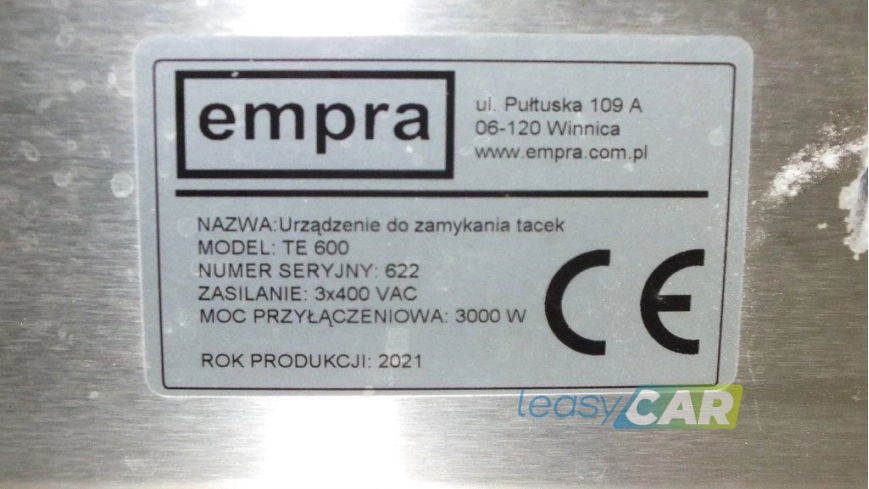 empra
ul. Pułtuska 109 A
06-120 Winnica
www.empra.com.pl
NAZWA:Urządzenie do zamykania tacek
MODEL: TE 600
NUMER SERYJNY: 622
ZASILANIE: 3x400 VAC
MOC PRZYŁĄCZENIOWA: 3000 W
ROK PRODUKCJI: 2021
CE
leasyCAR